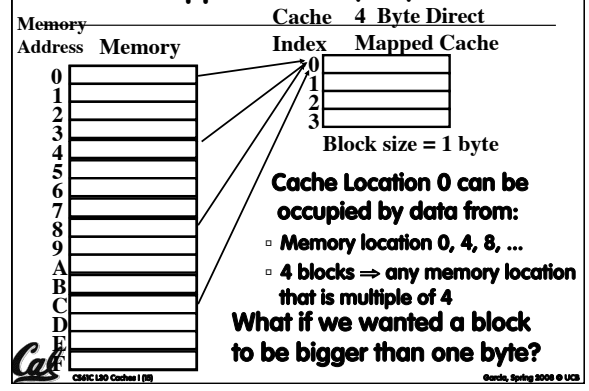 Memory
Address Memory
Cache 4 Byte Direct
Index Mapped Cache
0
1
2
3
4
5
6
7
8
9
A
B
C
D
E
F
0
1
2
3
Block size = 1 byte
Cache Location 0 can be
occupied by data from:
▫ Memory location 0, 4, 8, ...
▫ 4 blocks ⇒ any memory location
that is multiple of 4
What if we wanted a block
to be bigger than one byte?
Cal
CS61C L30 Caches I (15)
Garcia, Spring 2008 © UCB